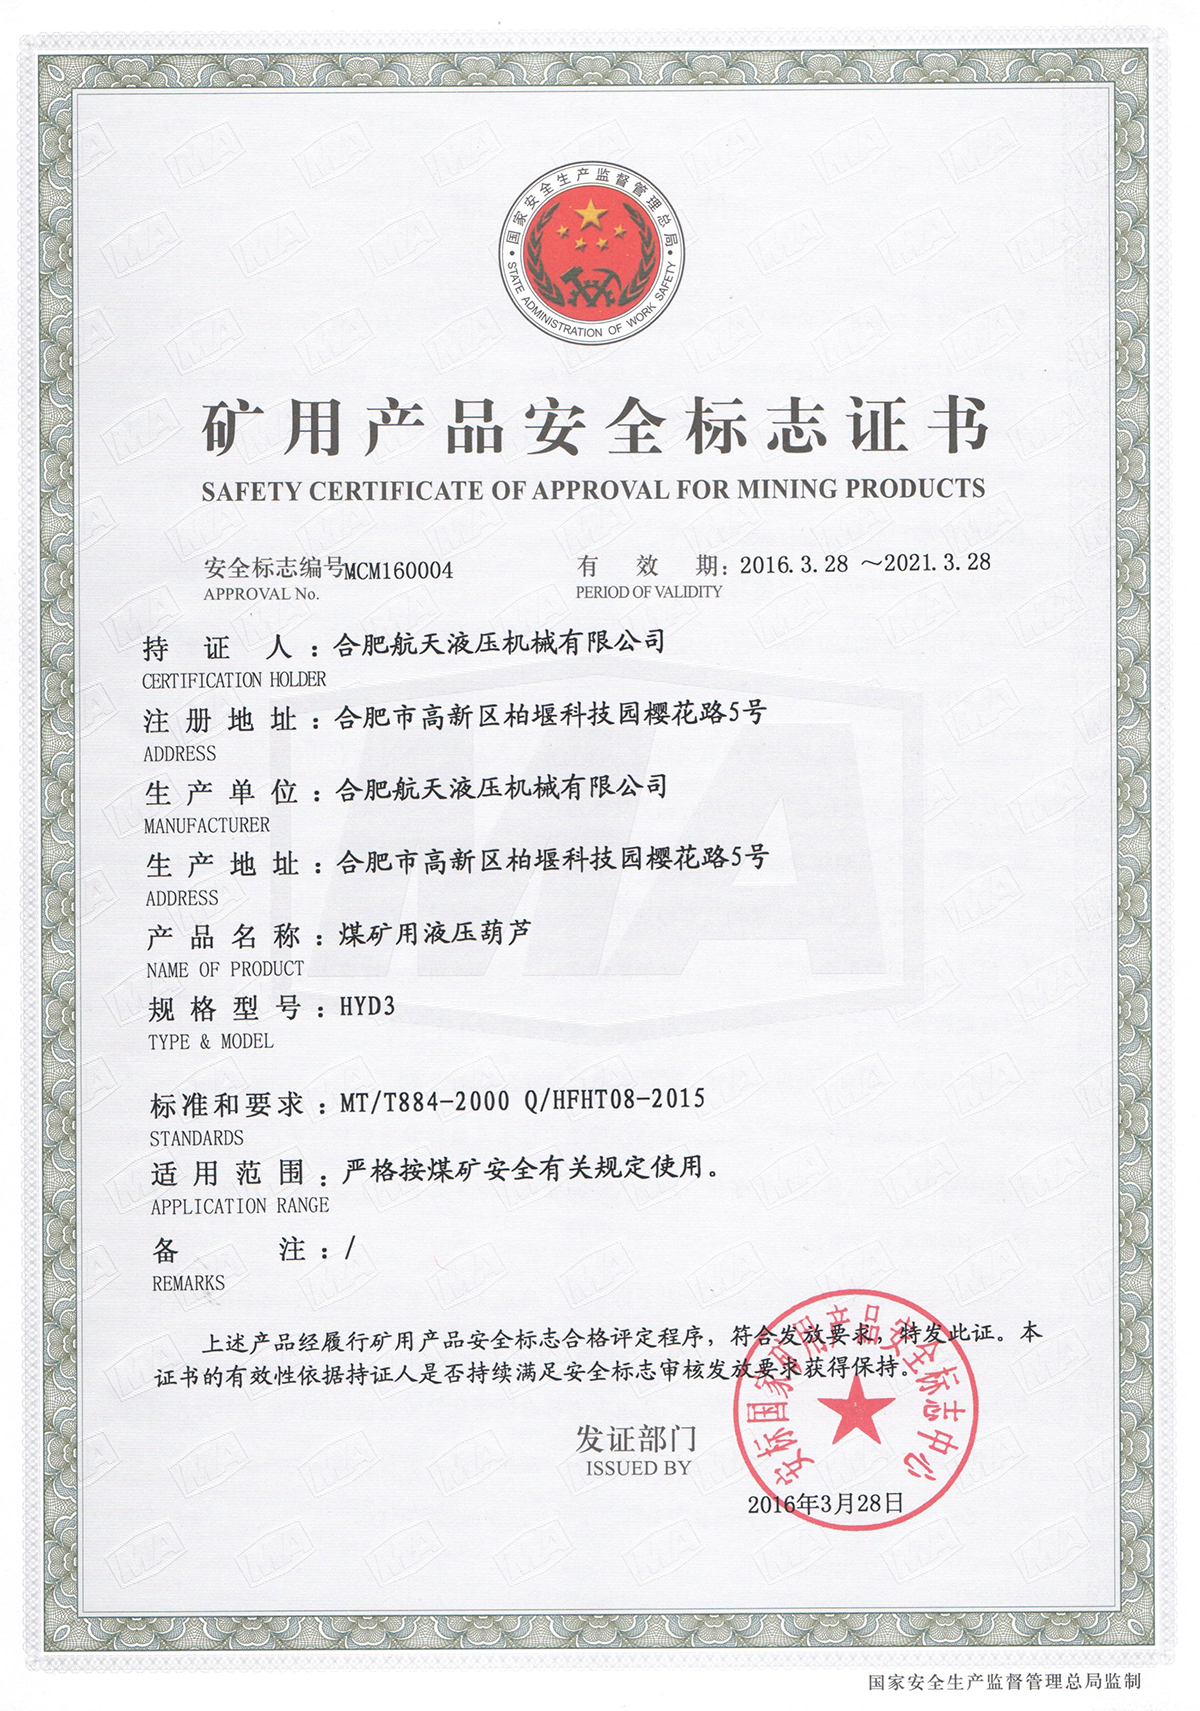 国家安全生产监督管理总局
STATE ADMINISTRATION OF WORK SAFETY
矿用产品安全标志证书
SAFETY CERTIFICATE OF APPROVAL FOR MINING PRODUCTS
安全标志编号MCM160004 有效期：2016.3.28～2021.3.28
APPROVAL No. PERIOD OF VALIDITY
持证人：合肥航天液压机械有限公司
CERTIFICATION HOLDER
注册地址：合肥市高新区柏堰科技园樱花路5号
ADDRESS
生产单位：合肥航天液压机械有限公司
MANUFACTURER
生产地址：合肥市高新区柏堰科技园樱花路5号
ADDRESS
产品名称：煤矿用液压葫芦
NAME OF PRODUCT
规格型号：HYD3
TYPE & MODEL
标准和要求：MT/T884-2000 Q/HFHT08-2015
STANDARDS
适用范围：严格按煤矿安全有关规定使用。
APPLICATION RANGE
备注：/
REMARKS
上述产品经履行矿用产品安全标志合格评定程序，符合发放要求，特发此证。本
证书的有效性依据持证人是否持续满足安全标志审核发放要求获得保持。
发证部门
ISSUED BY
安标国家矿用产品安全标志中心
2016年3月28日
国家安全生产监督管理总局监制
MA